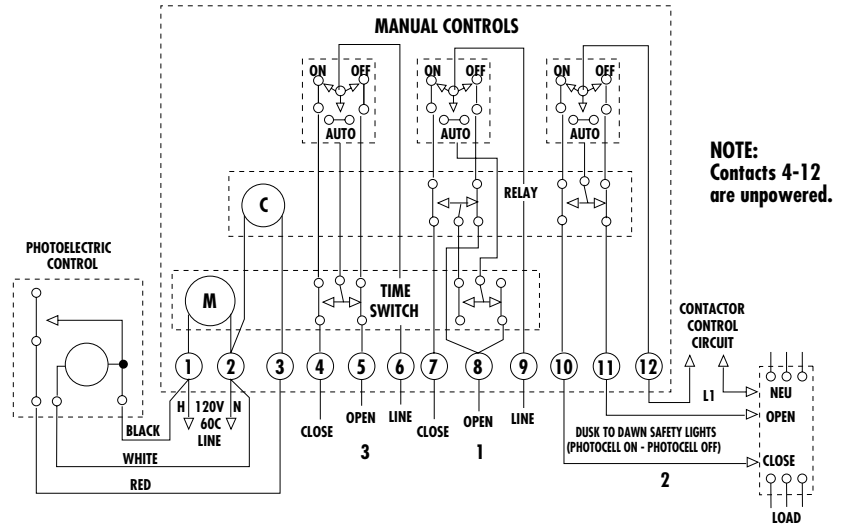 MANUAL CONTROLS
ON OFF ON OFF ON OFF
AUTO AUTO AUTO
NOTE:
Contacts 4-12
are unpowered.
RELAY
C
PHOTOELECTRIC
CONTROL
M
TIME
SWITCH
CONTACTOR
CONTROL
CIRCUIT
1 2 3 4 5 6 7 8 9 10 11 12
L1
NEU
OPEN
CLOSE
LOAD
H 120V N
60C
LINE
BLACK
WHITE
RED
CLOSE OPEN LINE CLOSE OPEN LINE
3 1
DUSK TO DAWN SAFETY LIGHTS
(PHOTOCELL ON - PHOTOCELL OFF)
2